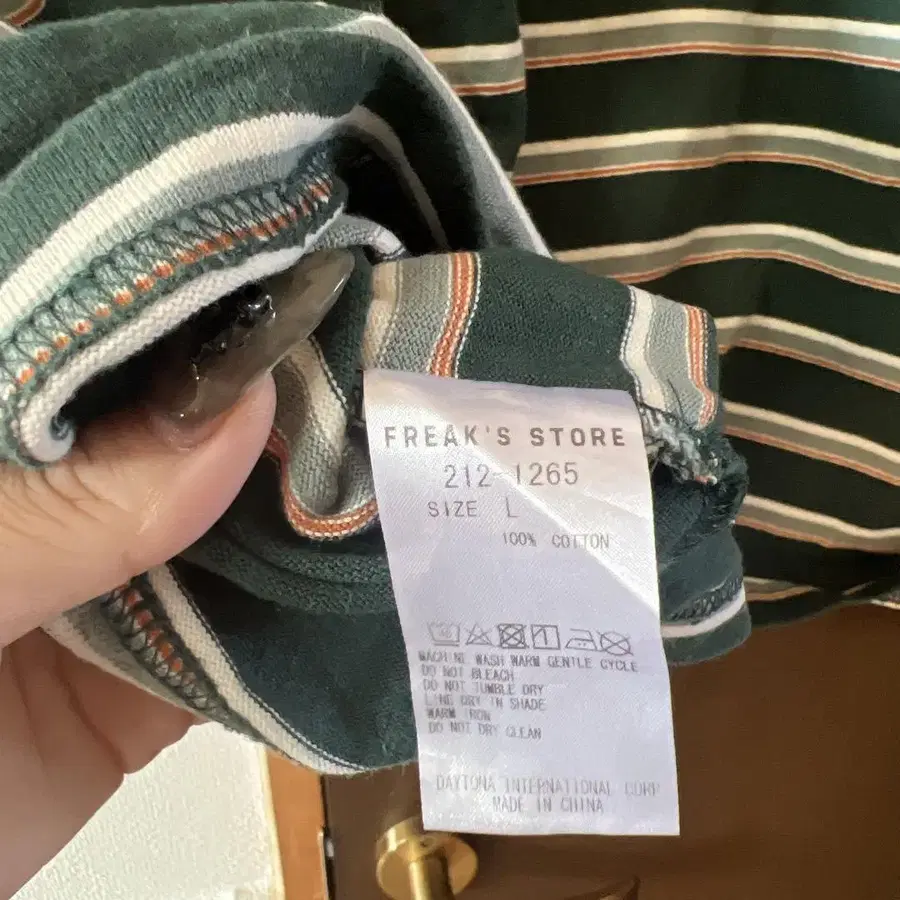 FREAK'S STORE
212-1265
SIZE L
100% COTTON
MACHINE WASH WARM GENTLE CYCLE
DO NOT BLEACH
DO NOT TUMBLE DRY
LINE DRY IN SHADE
WARM IRON
DO NOT DRY CLEAN
DAYTONA INTERNATIONAL CORP
MADE IN CHINA